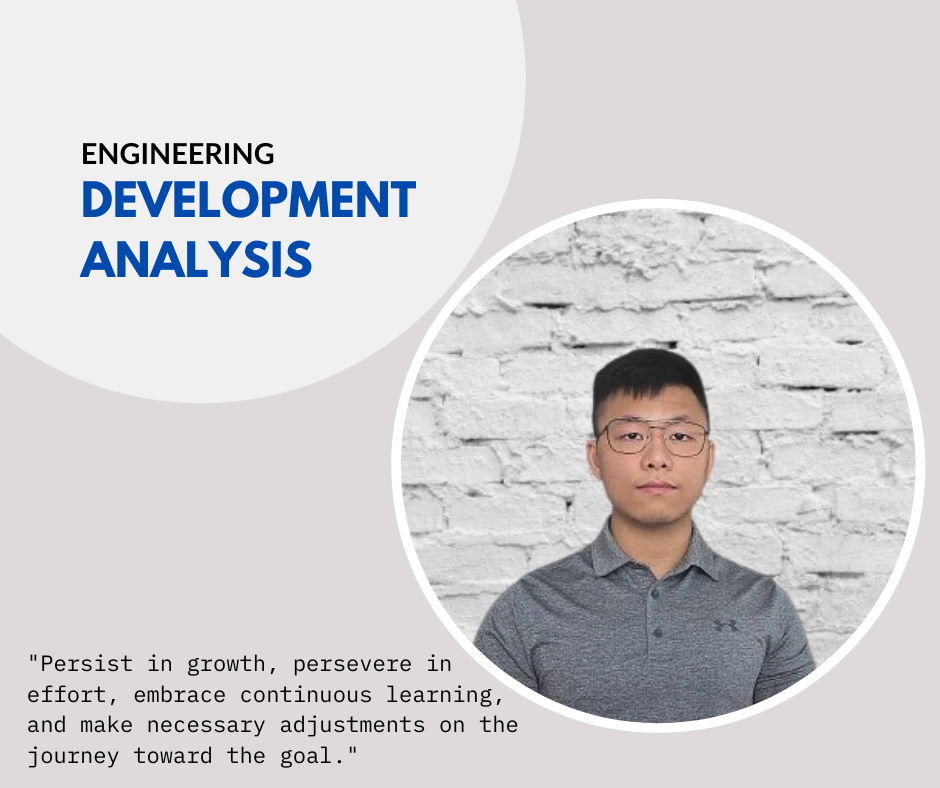 ENGINEERING
DEVELOPMENT
ANALYSIS
"Persist in growth, persevere in
effort, embrace continuous learning,
and make necessary adjustments on the
journey toward the goal."